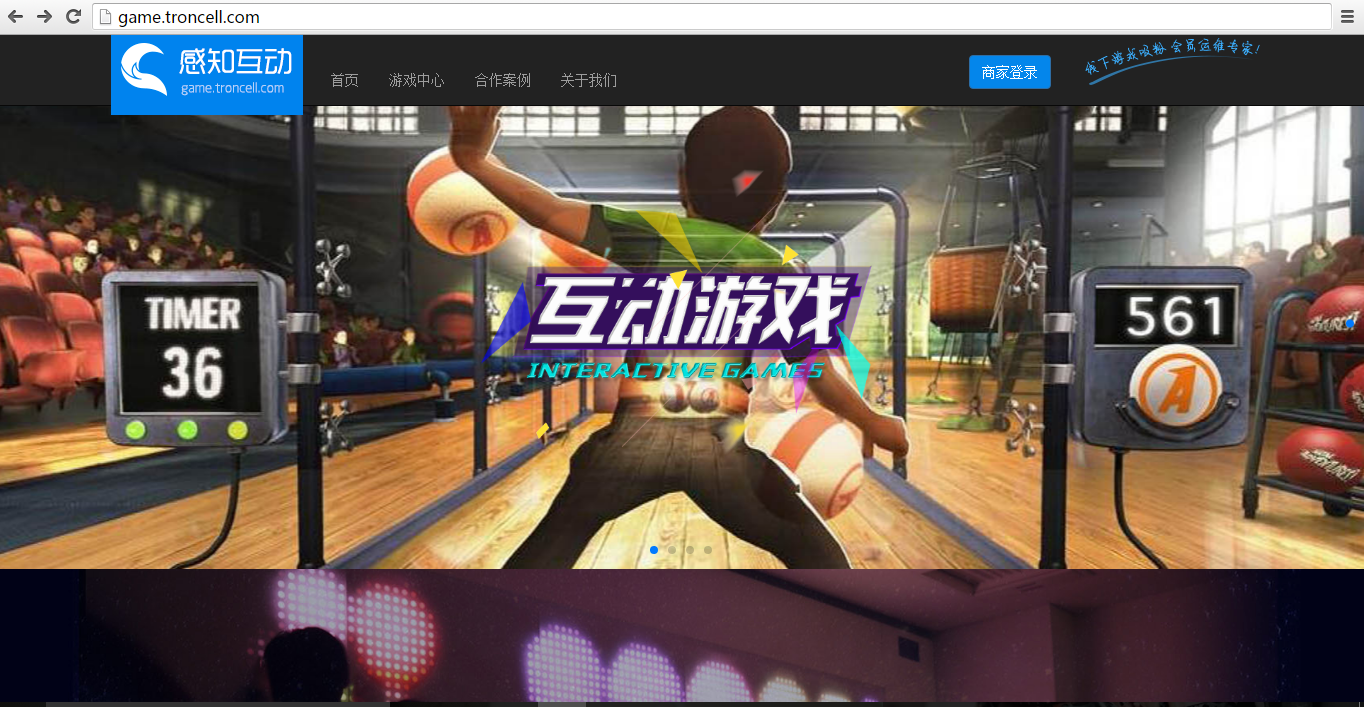 game.troncell.com
感知互动
game.troncell.com
首页
游戏中心
合作案例
关于我们
商家登录
线下游戏吸粉 会员运维专家!
TIMER
36
互动游戏
INTERACTIVE GAMES
561
A
A